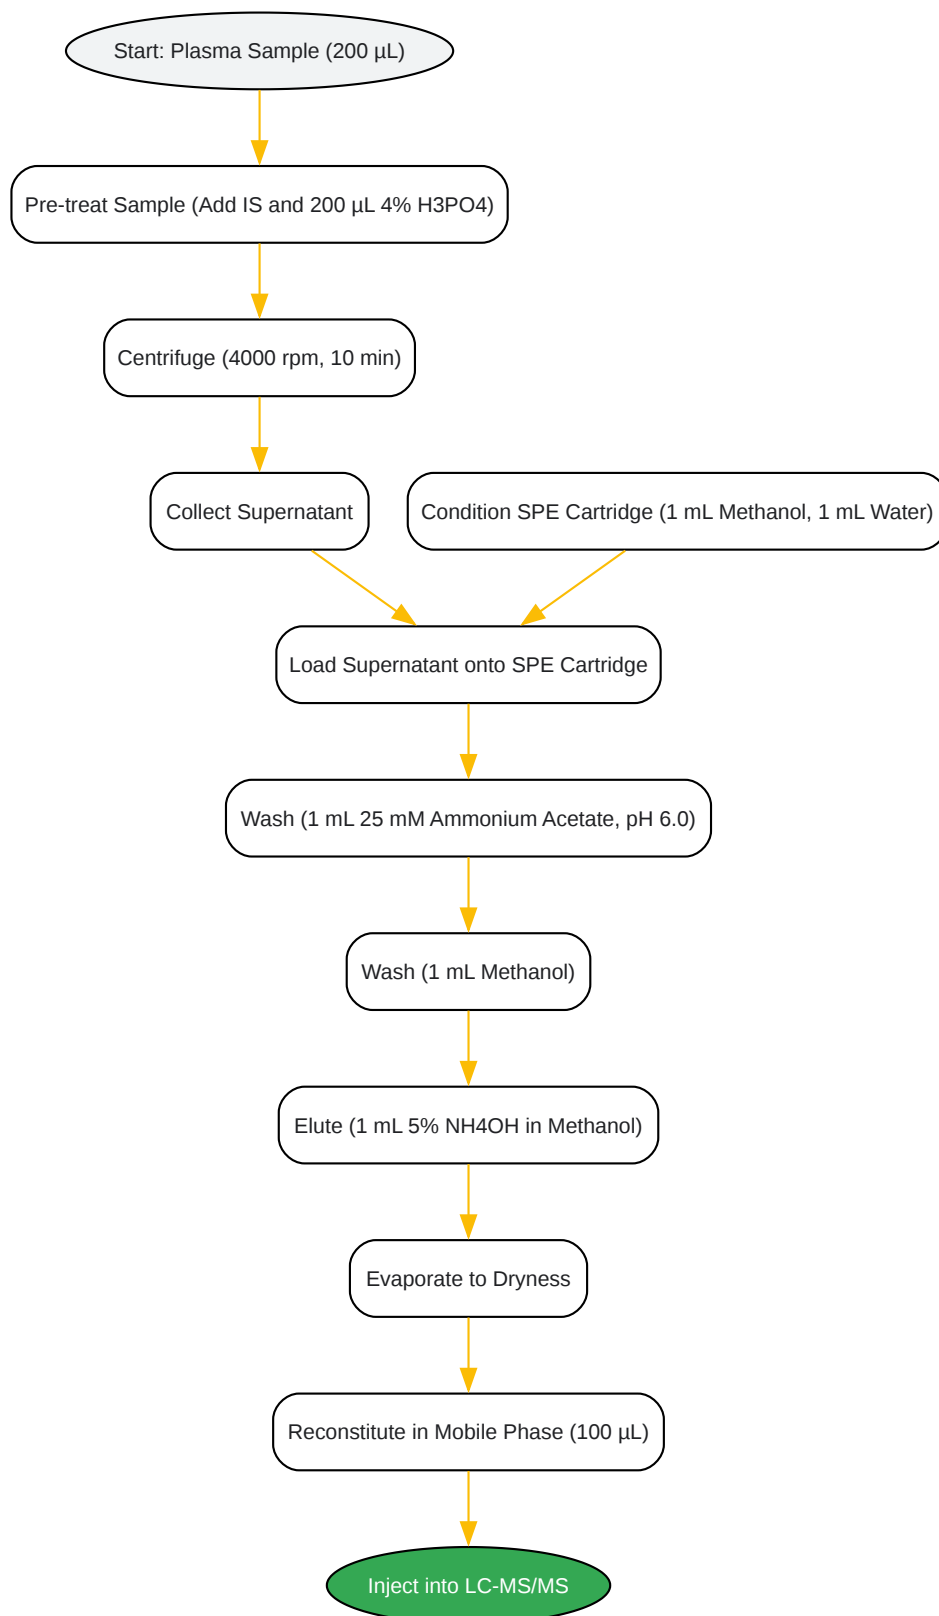 Start: Plasma Sample (200 µL)
Pre-treat Sample (Add IS and 200 µL 4% H3PO4)
Centrifuge (4000 rpm, 10 min)
Collect Supernatant
Condition SPE Cartridge (1 mL Methanol, 1 mL Water)
Load Supernatant onto SPE Cartridge
Wash (1 mL 25 mM Ammonium Acetate, pH 6.0)
Wash (1 mL Methanol)
Elute (1 mL 5% NH4OH in Methanol)
Evaporate to Dryness
Reconstitute in Mobile Phase (100 µL)
Inject into LC-MS/MS